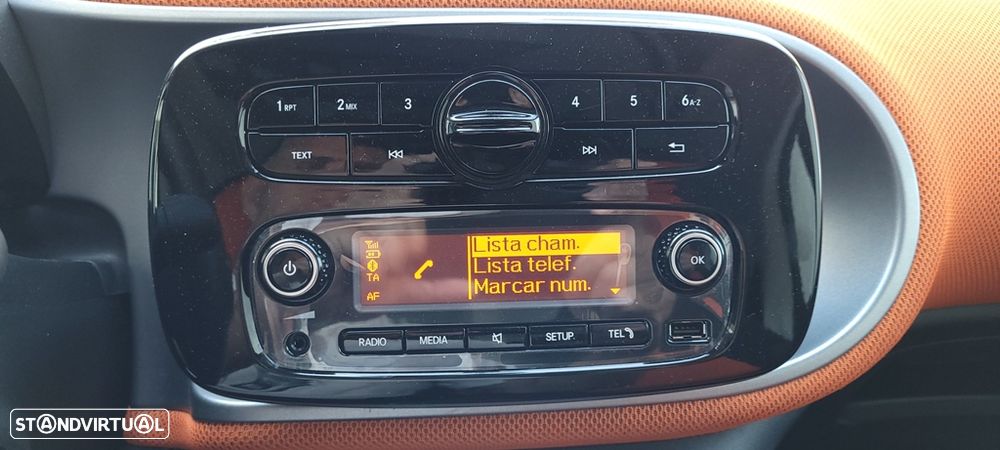 1 RPT 2 MIX 3 4 5 6 A-Z
TEXT
Lista cham.
Lista telef.
TA
AF
Marcar num.
OK
RADIO MEDIA SETUP TEL
STANDVIRTUAL